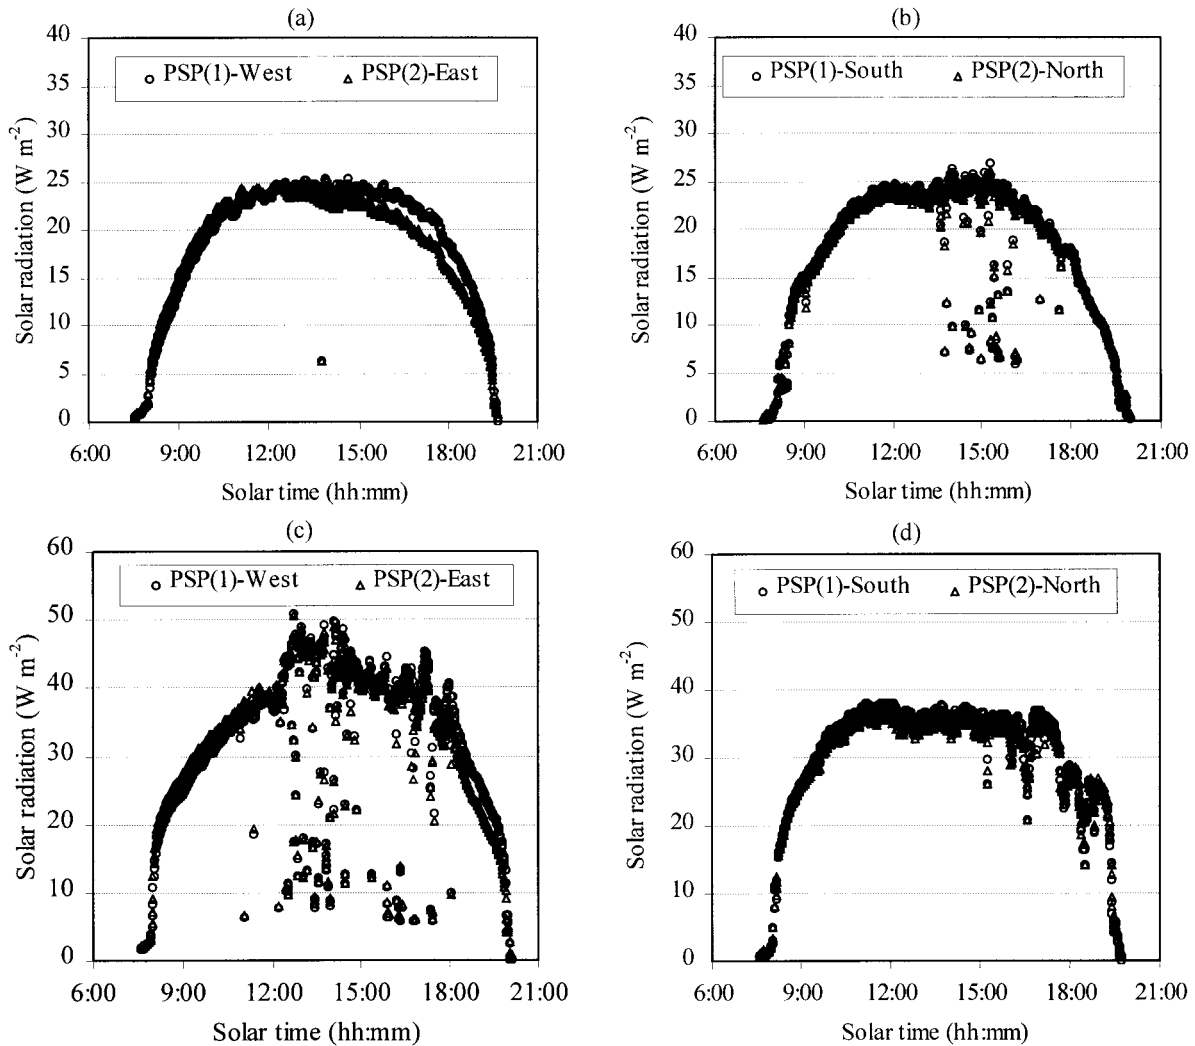 (a)
40
35
30
25
20
15
10
5
0
Solar radiation (W m-2)
PSP(1)-West PSP(2)-East
6:00 9:00 12:00 15:00 18:00 21:00
Solar time (hh:mm)
(b)
40
35
30
25
20
15
10
5
0
Solar radiation (W m-2)
PSP(1)-South PSP(2)-North
6:00 9:00 12:00 15:00 18:00 21:00
Solar time (hh:mm)
(c)
60
50
40
30
20
10
0
Solar radiation (W m-2)
PSP(1)-West PSP(2)-East
6:00 9:00 12:00 15:00 18:00 21:00
Solar time (hh:mm)
(d)
60
50
40
30
20
10
0
Solar radiation (W m-2)
PSP(1)-South PSP(2)-North
6:00 9:00 12:00 15:00 18:00 21:00
Solar time (hh:mm)